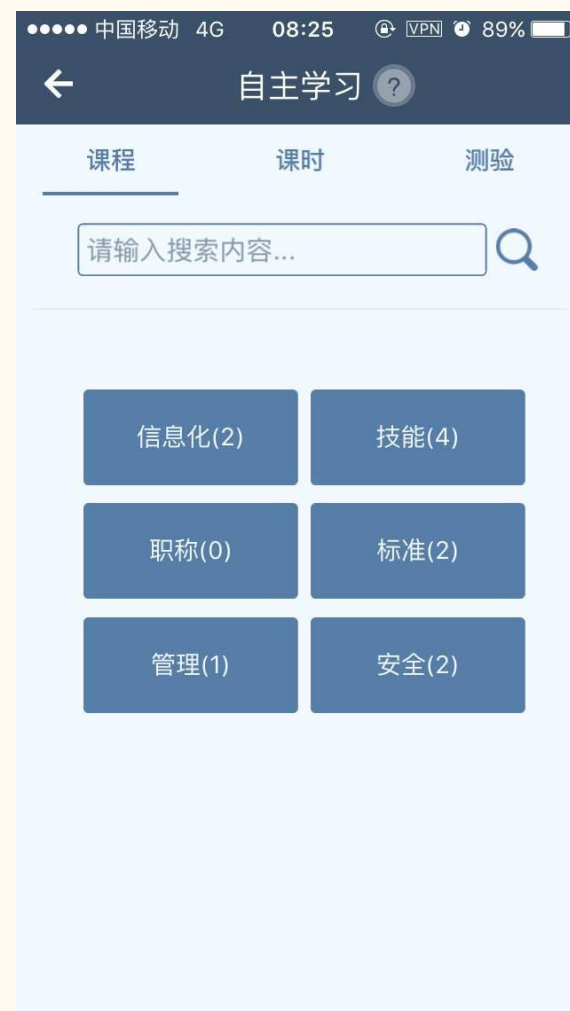 中国移动 4G 08:25 VPN 89%
自主学习 ?
课程 课时 测验
请输入搜索内容...
信息化(2) 技能(4)
职称(0) 标准(2)
管理(1) 安全(2)